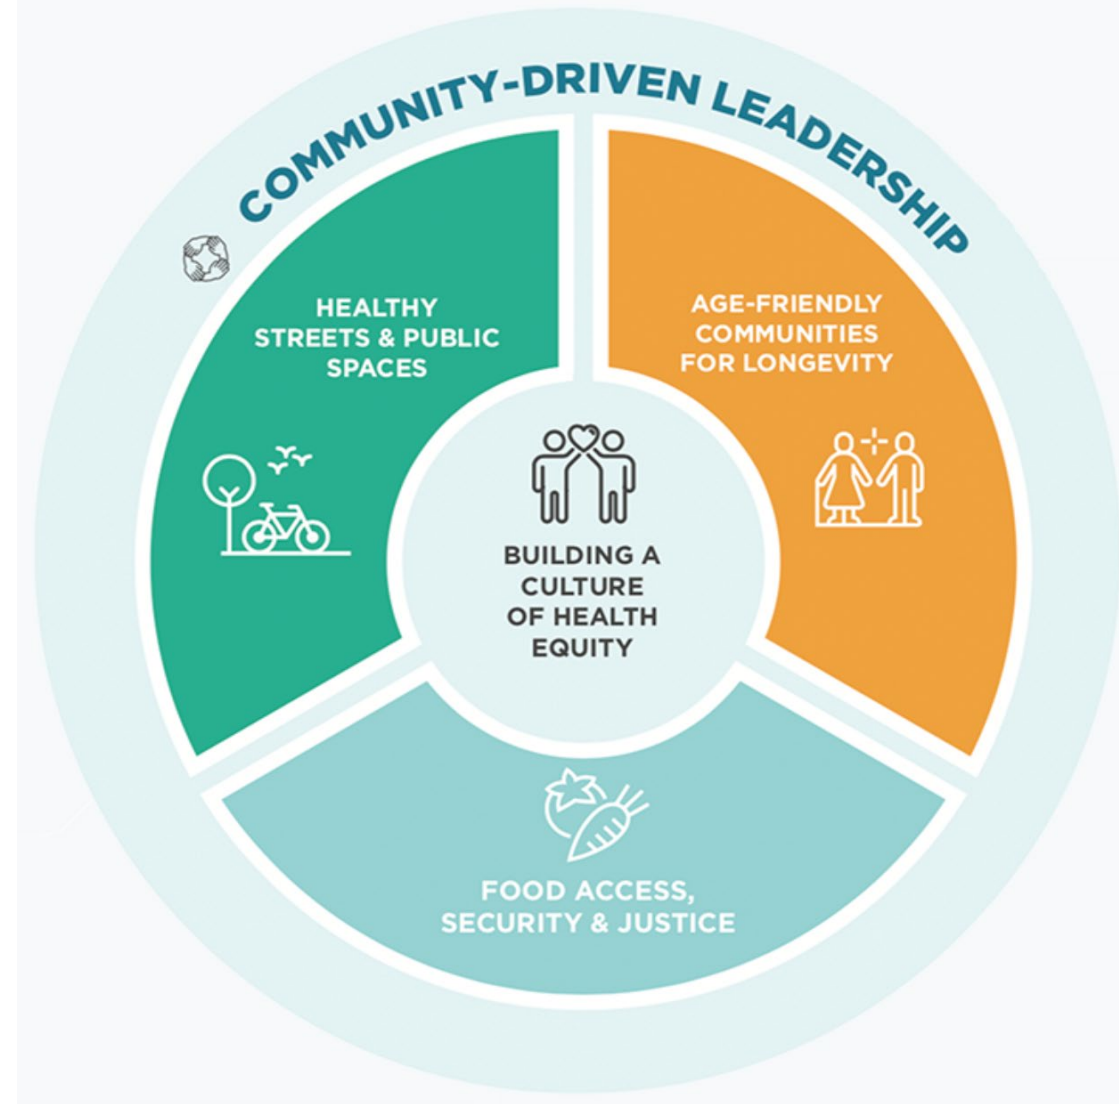 COMMUNITY-DRIVEN LEADERSHIP
HEALTHY
STREETS & PUBLIC
SPACES
AGE-FRIENDLY
COMMUNITIES
FOR LONGEVITY
BUILDING A
CULTURE
OF HEALTH
EQUITY
FOOD ACCESS,
SECURITY & JUSTICE